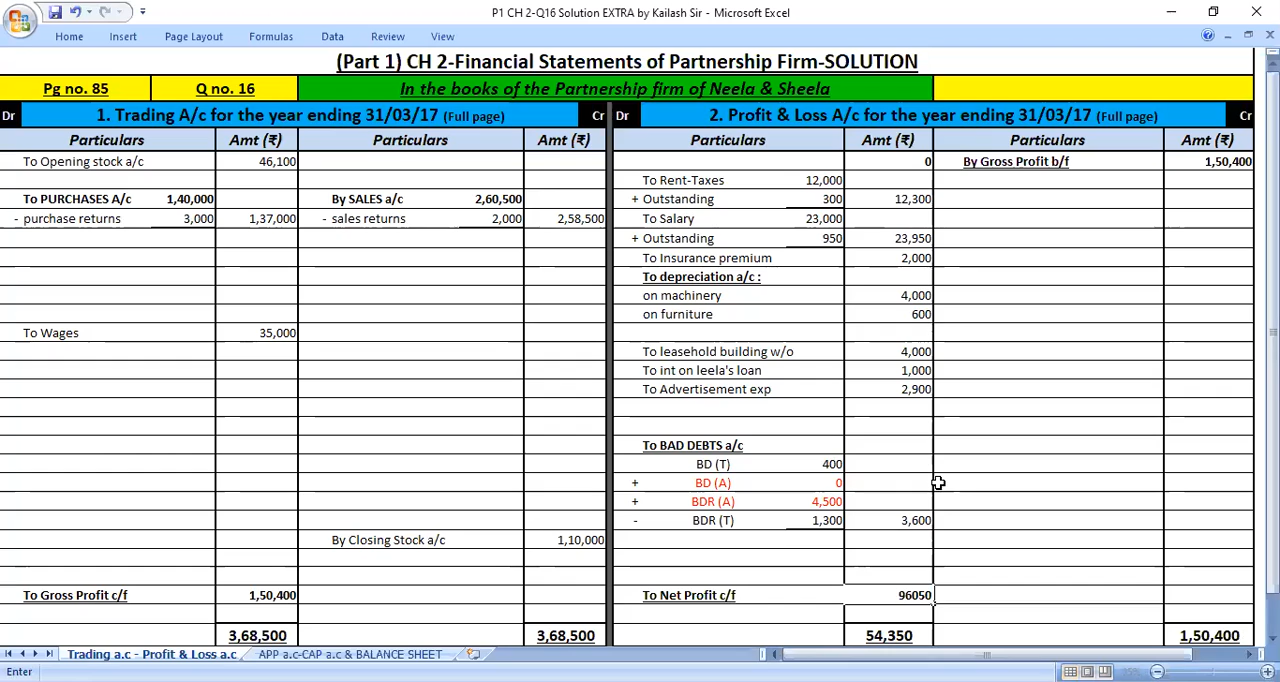 P1 CH 2-Q16 Solution EXTRA by Kailash Sir - Microsoft Excel
Home Insert Page Layout Formulas Data Review View
(Part 1) CH 2-Financial Statements of Partnership Firm-SOLUTION
Pg no. 85 Q no. 16 In the books of the Partnership firm of Neela & Sheela
Dr 1. Trading A/c for the year ending 31/03/17 (Full page) Cr Dr 2. Profit & Loss A/c for the year ending 31/03/17 (Full page) Cr
Particulars Amt (₹) Particulars Amt (₹) Particulars Amt (₹) Particulars Amt (₹)
To Opening stock a/c 46,100 0 By Gross Profit b/f 1,50,400
To Rent-Taxes 12,000
To PURCHASES A/c 1,40,000 By SALES a/c 2,60,500 + Outstanding 300 12,300
- purchase returns 3,000 1,37,000 - sales returns 2,000 2,58,500 To Salary 23,000
+ Outstanding 950 23,950
To Insurance premium 2,000
To depreciation a/c :
on machinery 4,000
on furniture 600
To Wages 35,000
To leasehold building w/o 4,000
To int on leela's loan 1,000
To Advertisement exp 2,900
To BAD DEBTS a/c
BD (T) 400
+ BD (A) 0
+ BDR (A) 4,500
- BDR (T) 1,300 3,600
By Closing Stock a/c 1,10,000
To Gross Profit c/f 1,50,400 To Net Profit c/f 96050
3,68,500 3,68,500 54,350 1,50,400
Trading a.c - Profit & Loss a.c APP a.c-CAP a.c & BALANCE SHEET
Enter